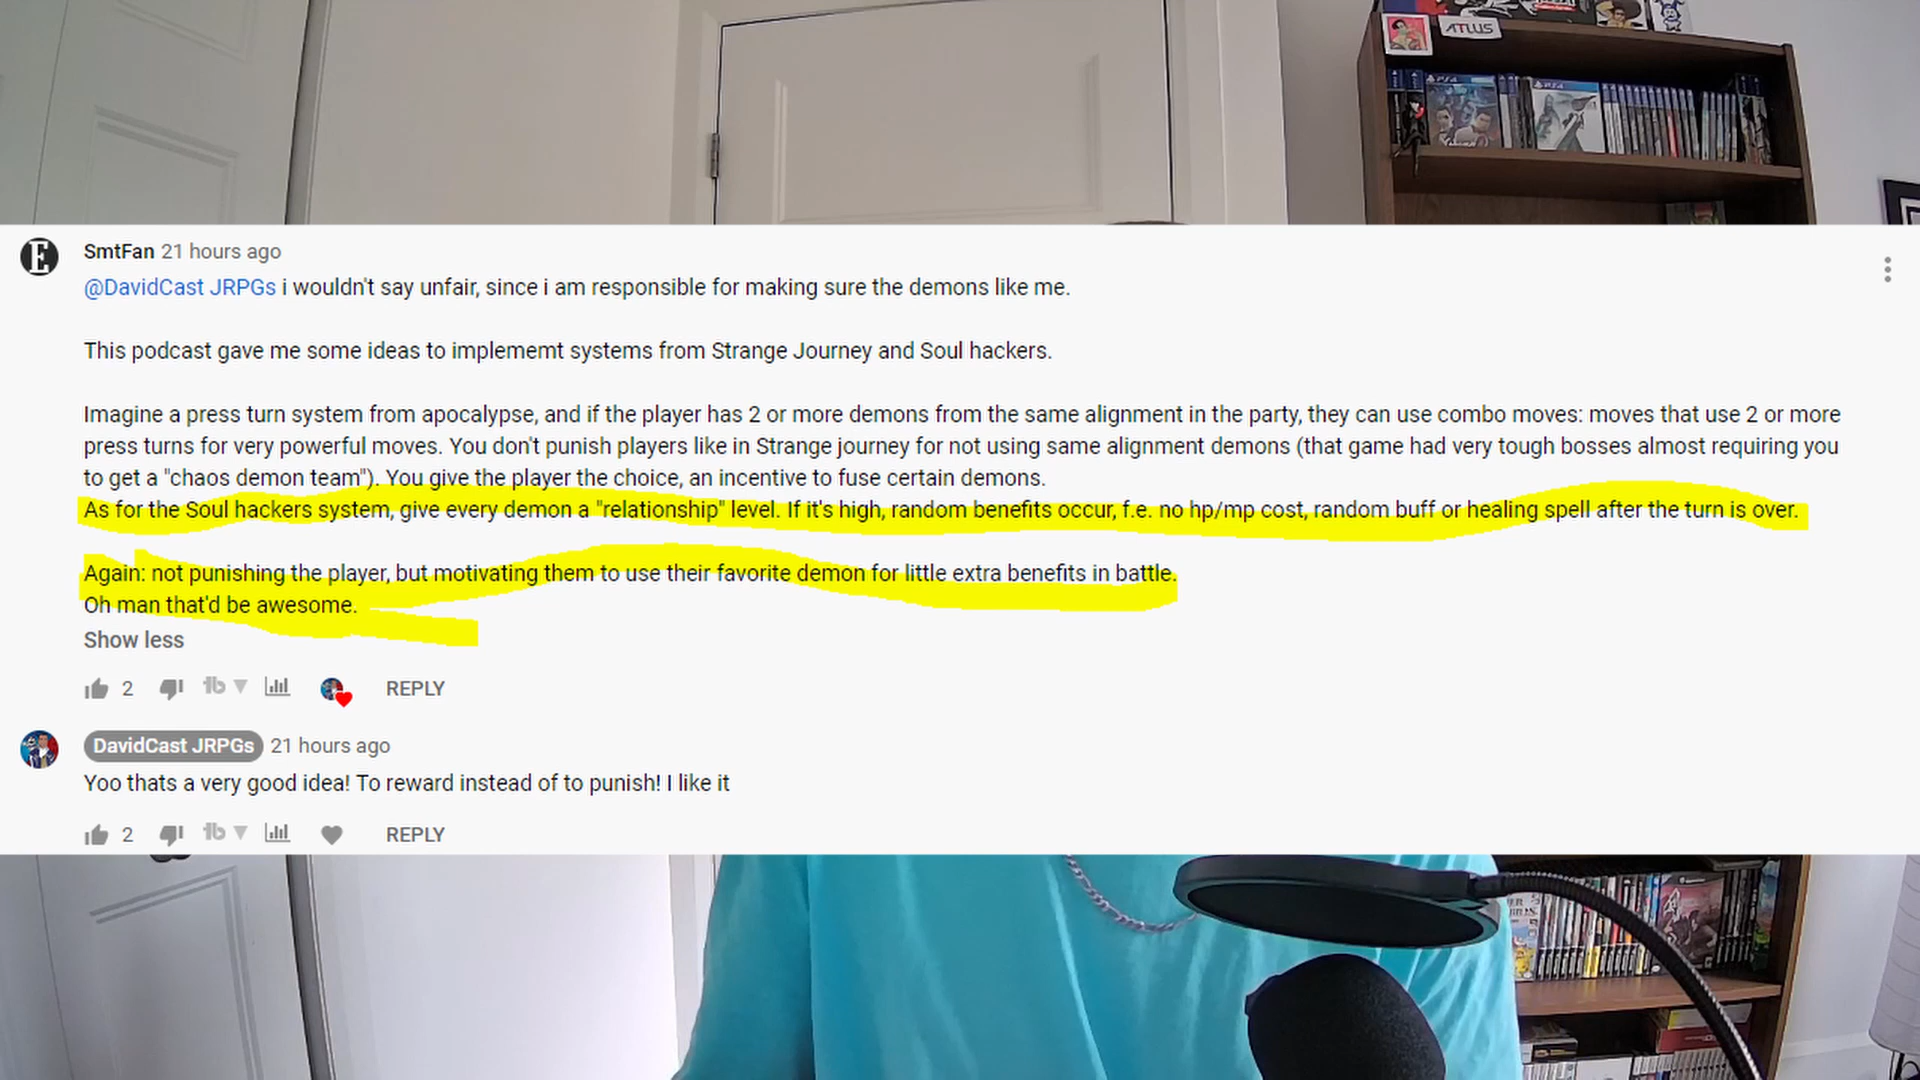 ATLUS
SmtFan 21 hours ago
@DavidCast JRPGs i wouldn't say unfair, since i am responsible for making sure the demons like me.
This podcast gave me some ideas to implememt systems from Strange Journey and Soul hackers.
Imagine a press turn system from apocalypse, and if the player has 2 or more demons from the same alignment in the party, they can use combo moves: moves that use 2 or more
press turns for very powerful moves. You don't punish players like in Strange journey for not using same alignment demons (that game had very tough bosses almost requiring you
to get a "chaos demon team"). You give the player the choice, an incentive to fuse certain demons.
As for the Soul hackers system, give every demon a "relationship" level. If it's high, random benefits occur, f.e. no hp/mp cost, random buff or healing spell after the turn is over.
Again: not punishing the player, but motivating them to use their favorite demon for little extra benefits in battle.
Oh man that'd be awesome.
Show less
2 tb REPLY
DavidCast JRPGs 21 hours ago
Yoo thats a very good idea! To reward instead of to punish! I like it
2 tb REPLY